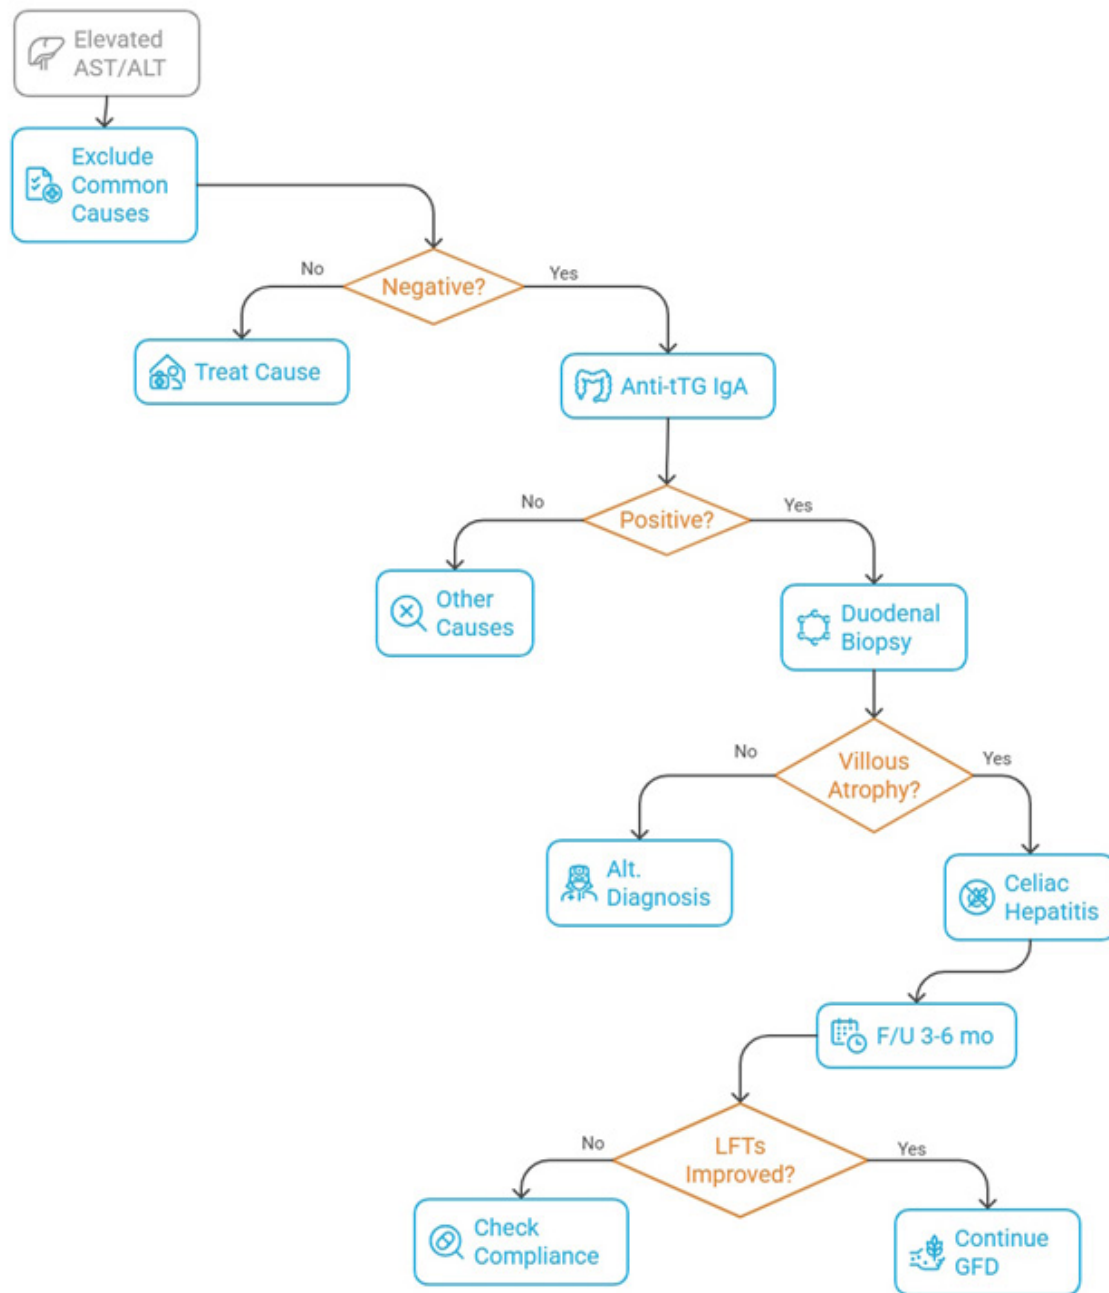 Elevated
AST/ALT
Exclude
Common
Causes
Negative?
No
Yes
Treat Cause
Anti-tTG IgA
Positive?
No
Yes
Other
Causes
Duodenal
Biopsy
Villous
Atrophy?
No
Yes
Alt.
Diagnosis
Celiac
Hepatitis
F/U 3-6 mo
LFTs
Improved?
No
Yes
Check
Compliance
Continue
GFD